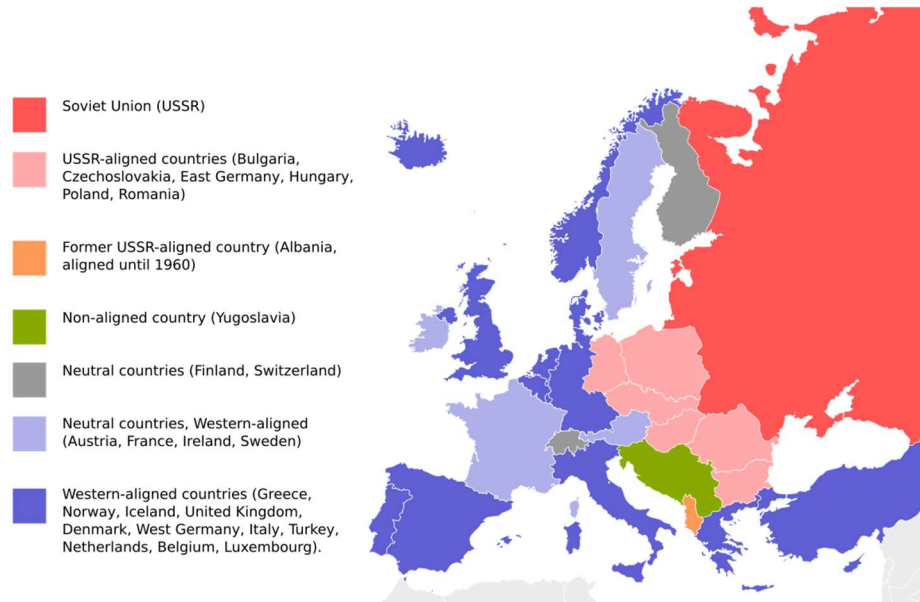 Soviet Union (USSR)
USSR-aligned countries (Bulgaria,
Czechoslovakia, East Germany, Hungary,
Poland, Romania)
Former USSR-aligned country (Albania,
aligned until 1960)
Non-aligned country (Yugoslavia)
Neutral countries (Finland, Switzerland)
Neutral countries, Western-aligned
(Austria, France, Ireland, Sweden)
Western-aligned countries (Greece,
Norway, Iceland, United Kingdom,
Denmark, West Germany, Italy, Turkey,
Netherlands, Belgium, Luxembourg).